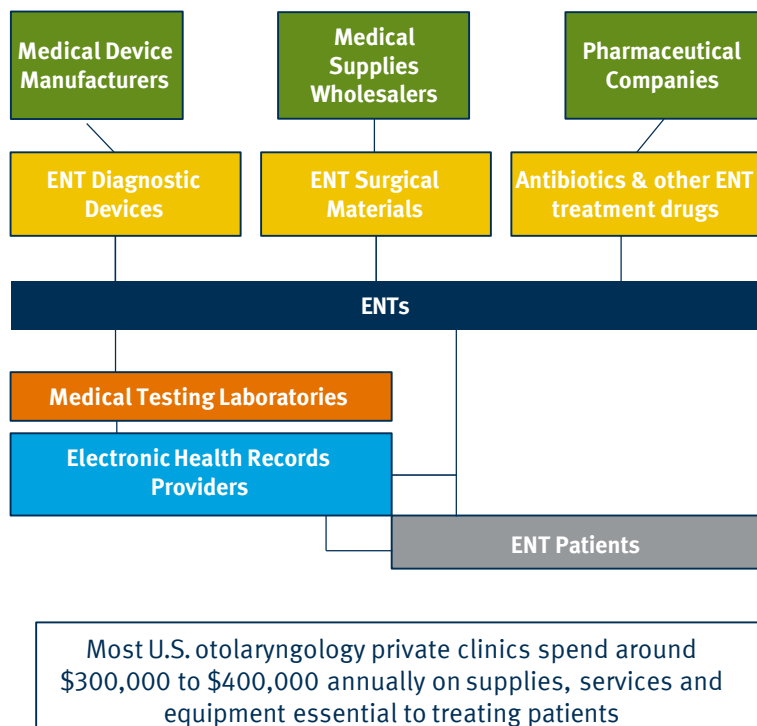 Medical Device
Manufacturers
Medical
Supplies
Wholesalers
Pharmaceutical
Companies
ENT Diagnostic
Devices
ENT Surgical
Materials
Antibiotics & other ENT
treatment drugs
ENTs
Medical Testing Laboratories
Electronic Health Records
Providers
ENT Patients
Most U.S. otolaryngology private clinics spend around
$300,000 to $400,000 annually on supplies, services and
equipment essential to treating patients